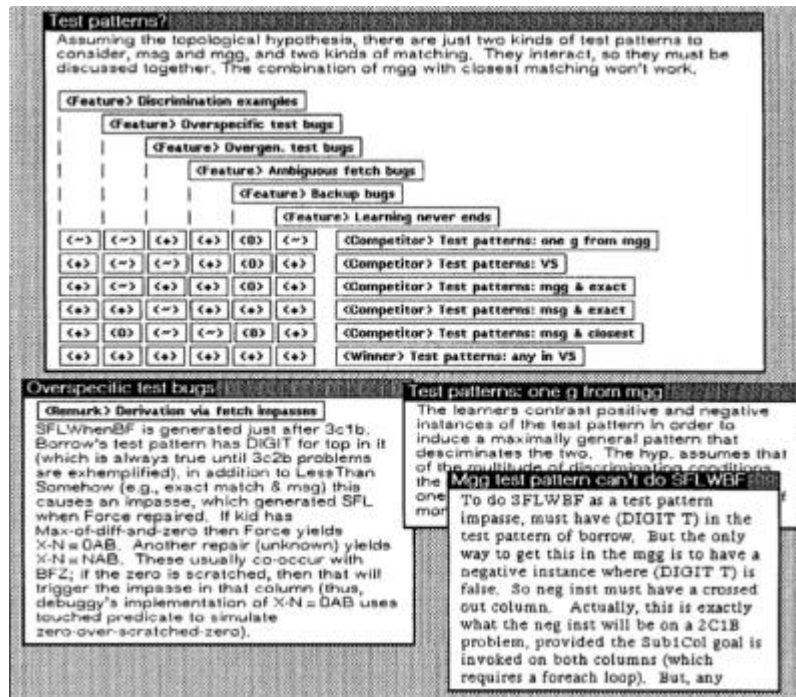 Test patterns?
Assuming the topological hypothesis, there are just two kinds of test patterns to
consider, msg and mgg, and two kinds of matching. They interact, so they must be
discussed together. The combination of mgg with closest matching won't work.
<Feature> Discrimination examples
<Feature> Overspecific test bugs
<Feature> Overgen. test bugs
<Feature> Ambiguous fetch bugs
<Feature> Backup bugs
<Feature> Learning never ends
<~> <~> <+> <+> <0> <~> <Competitor> Test patterns: one g from mgg
<+> <~> <~> <+> <0> <+> <Competitor> Test patterns: VS
<+> <~> <+> <+> <0> <+> <Competitor> Test patterns: mgg & exact
<+> <+> <+> <+> <+> <+> <Competitor> Test patterns: msg & exact
<+> <0> <~> <~> <0> <+> <Competitor> Test patterns: msg & closest
<+> <+> <+> <+> <+> <+> <Winner> Test patterns: any in VS
Overspecific test bugs
<Remark> Derivation via fetch impasses
SFLWhenBF is generated just after 3c1b.
Borrow's test pattern has DIGIT for top in it
(which is always true until 3c2b problems
are exhemplified), in addition to LessThan
Somehow (e.g., exact match & msg) this
causes an impasse, which generated SFL
when Force repaired. If kid has
Max-of-diff-and-zero then Force yields
X-N=0AB. Another repair (unknown) yields
X-N=NAB. These usually co-occur with
BFZ; if the zero is scratched, then that will
trigger the impasse in that column (thus,
debuggy's implementation of X-N=0AB uses
touched predicate to simulate
zero-over-scratched-zero).
Test patterns: one g from mgg
The learners contrast positive and negative
instances of the test pattern in order to
induce a maximally general pattern that
desciminates the two. The hyp. assumes that
of the multitude of discriminating conditions
the
one
mor
Mgg test pattern can't do SFLWBF
To do SFLWBF as a test pattern
impasse, must have (DIGIT T) in the
test pattern of borrow. But the only
way to get this in the mgg is to have a
negative instance where (DIGIT T) is
false. So neg inst must have a crossed
out column. Actually, this is exactly
what the neg inst will be on a 2C1B
problem, provided the Sub1Col goal is
invoked on both columns (which
requires a foreach loop). But, any